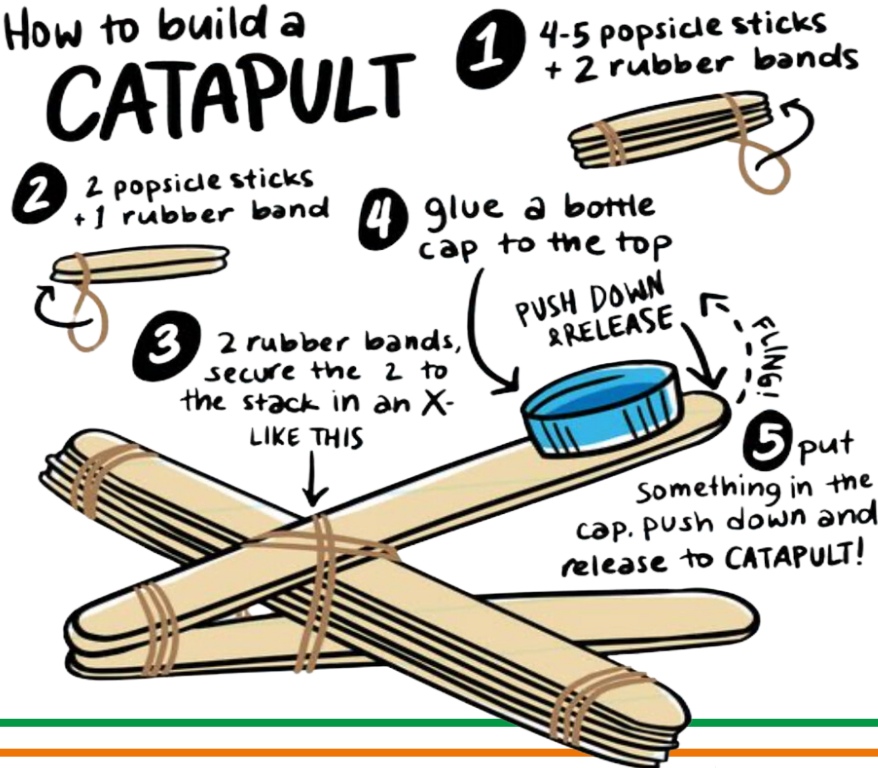 How to build a
CATAPULT
1 4-5 popsicle sticks
+ 2 rubber bands
2 2 popsicle sticks
+ 1 rubber band
3 2 rubber bands,
secure the 2 to
the stack in an X-
LIKE THIS
4 glue a bottle
cap to the top
PUSH DOWN
& RELEASE
FLING!
5 put
something in the
cap. push down and
release to CATAPULT!